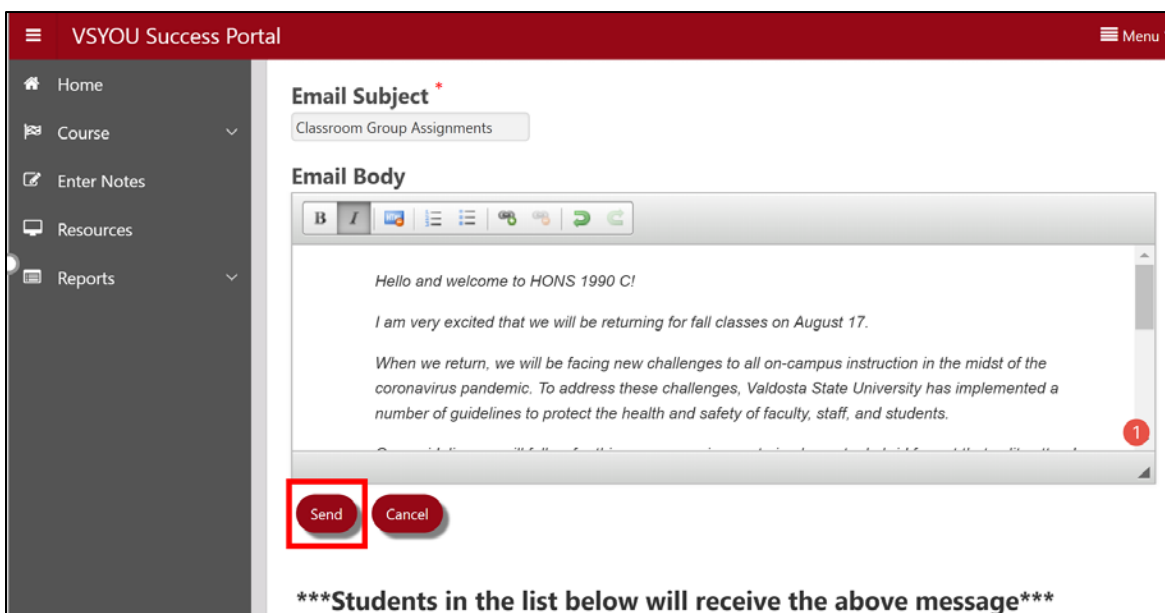 VSYOU Success Portal
Menu
Home
Course
Enter Notes
Resources
Reports
Email Subject *
Classroom Group Assignments
Email Body
B I
Hello and welcome to HONS 1990 C!
I am very excited that we will be returning for fall classes on August 17.
When we return, we will be facing new challenges to all on-campus instruction in the midst of the
coronavirus pandemic. To address these challenges, Valdosta State University has implemented a
number of guidelines to protect the health and safety of faculty, staff, and students.
1
Send
Cancel
***Students in the list below will receive the above message***